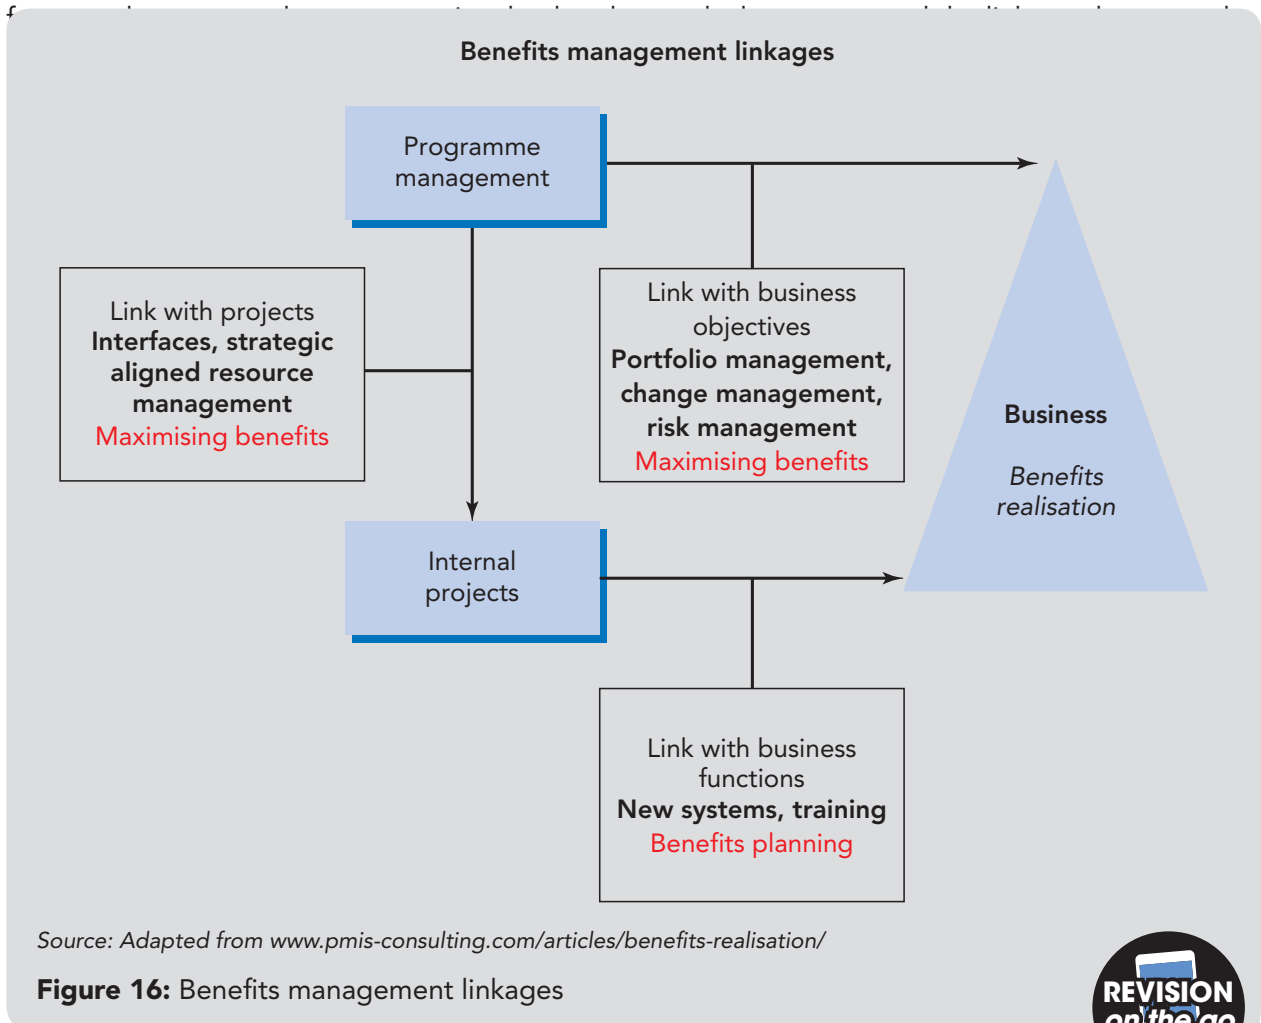 Benefits management linkages
Programme
management
Link with projects
Interfaces, strategic
aligned resource
management
Maximising benefits
Link with business
objectives
Portfolio management,
change management,
risk management
Maximising benefits
Business
Benefits
realisation
Internal
projects
Link with business
functions
New systems, training
Benefits planning
Source: Adapted from www.pmis-consulting.com/articles/benefits-realisation/
Figure 16: Benefits management linkages
REVISION
on the go